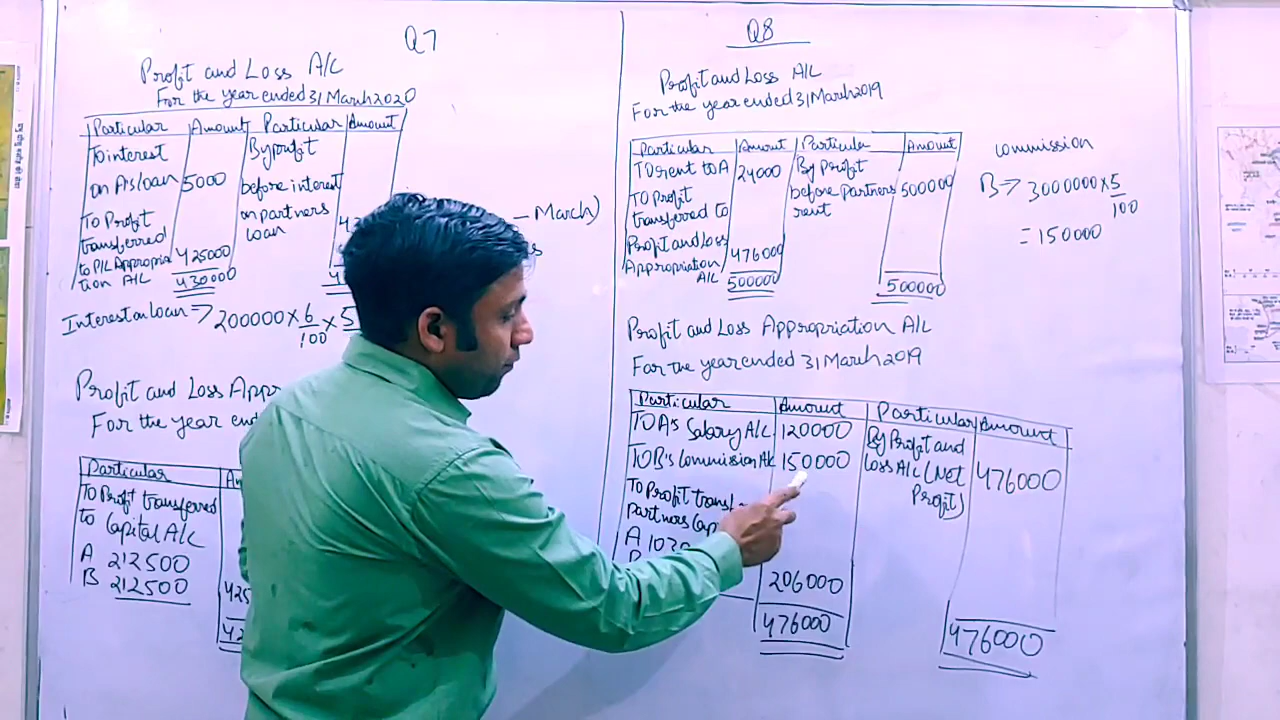 Q7
Profit and Loss A/C
For the year ended 31 March 2020
Particular Amount Particular Amount
To interest
on A's loan 5000
To Profit
transferred
to P/L Appropria
tion A/C
425000
430000
By profit
before interest
on partners
loan
- March)
Interest on loan => 200000 × 6/100 × 5
Profit and Loss Appr
For the year en
Particular
To Profit transferred
to Capital A/C
A 212500
B 212500
Q8
Profit and Loss A/C
For the year ended 31 March 2019
Particular Amount Particular Amount
To rent to A 24000
To Profit
transferred to
Profit and Loss
Appropriation
A/C
476000
500000
By Profit
before Partners
rent
500000
500000
commission
B => 3000000 × 5/100
= 150000
Profit and Loss Appropriation A/C
For the year ended 31 March 2019
Particular Amount Particular Amount
To A's Salary A/C 120000
To B's Commission A/c 150000
To Profit
Partners Cap
A
206000
476000
By Profit and
Loss A/C (Net
Profit)
476000
476000